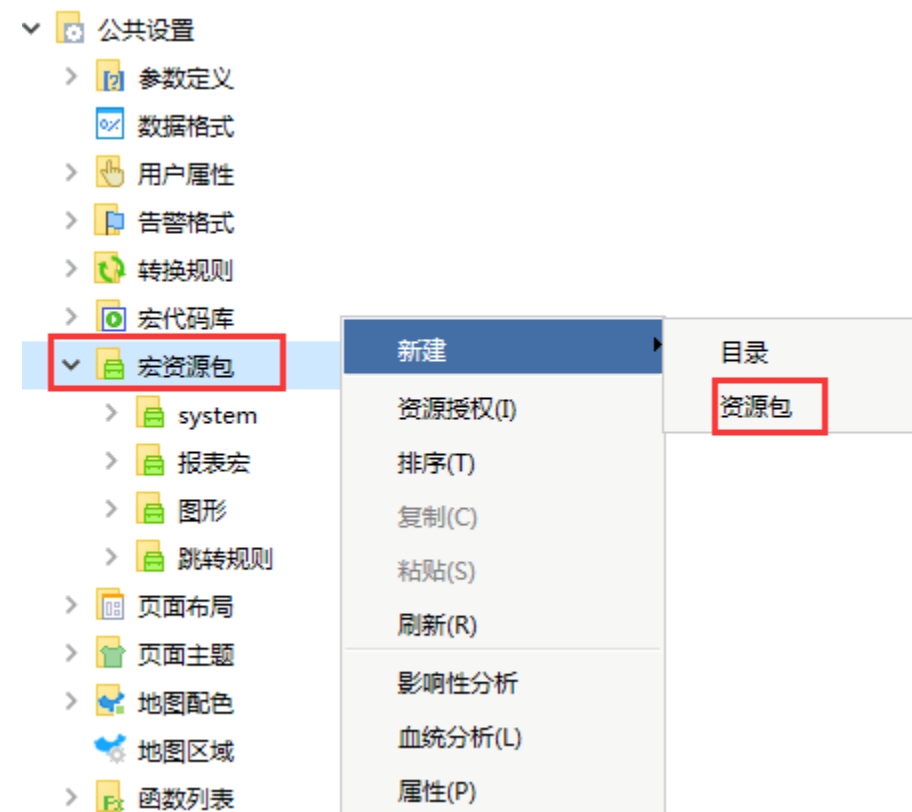 公共设置
参数定义
数据格式
用户属性
告警格式
转换规则
宏代码库
宏资源包
system
报表宏
图形
跳转规则
页面布局
页面主题
地图配色
地图区域
函数列表
新建
资源授权(I)
排序(T)
复制(C)
粘贴(S)
刷新(R)
影响性分析
血统分析(L)
属性(P)
目录
资源包